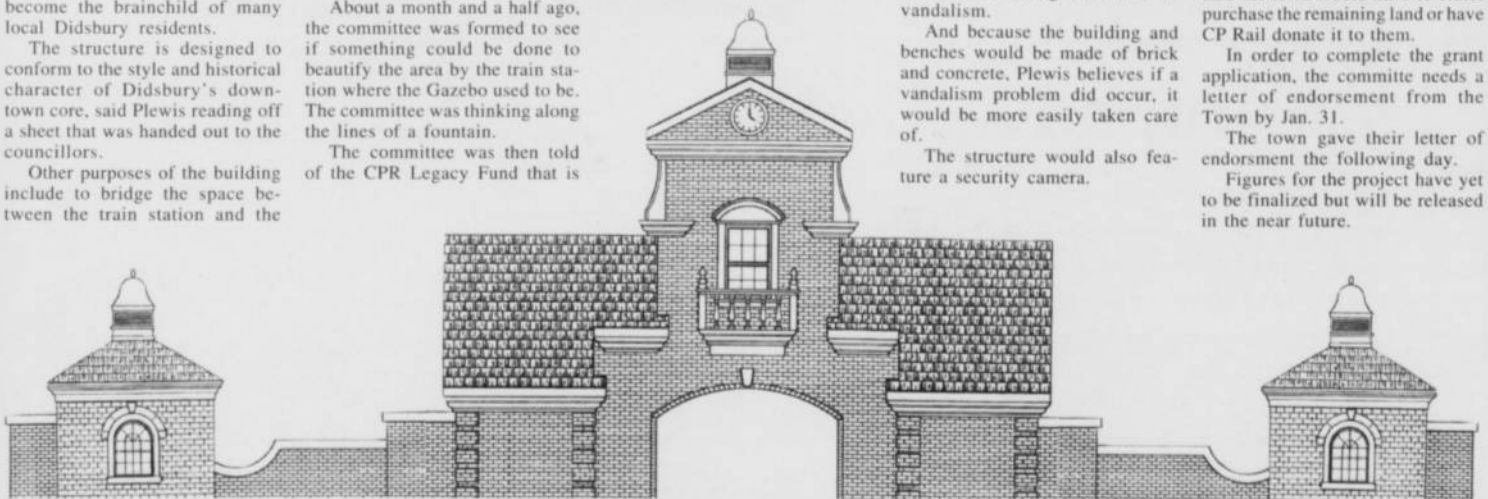 become the brainchild of many
local Didsbury residents.
The structure is designed to
conform to the style and historical
character of Didsbury's down-
town core, said Plewis reading off
a sheet that was handed out to the
councillors.
Other purposes of the building
include to bridge the space be-
tween the train station and the
About a month and a half ago,
the committee was formed to see
if something could be done to
beautify the area by the train sta-
tion where the Gazebo used to be.
The committee was thinking along
the lines of a fountain.
The committee was then told
of the CPR Legacy Fund that is
vandalism.
And because the building and
benches would be made of brick
and concrete, Plewis believes if a
vandalism problem did occur, it
would be more easily taken care
of.
The structure would also fea-
ture a security camera.
purchase the remaining land or have
CP Rail donate it to them.
In order to complete the grant
application, the committe needs a
letter of endorsement from the
Town by Jan. 31.
The town gave their letter of
endorsment the following day.
Figures for the project have yet
to be finalized but will be released
in the near future.